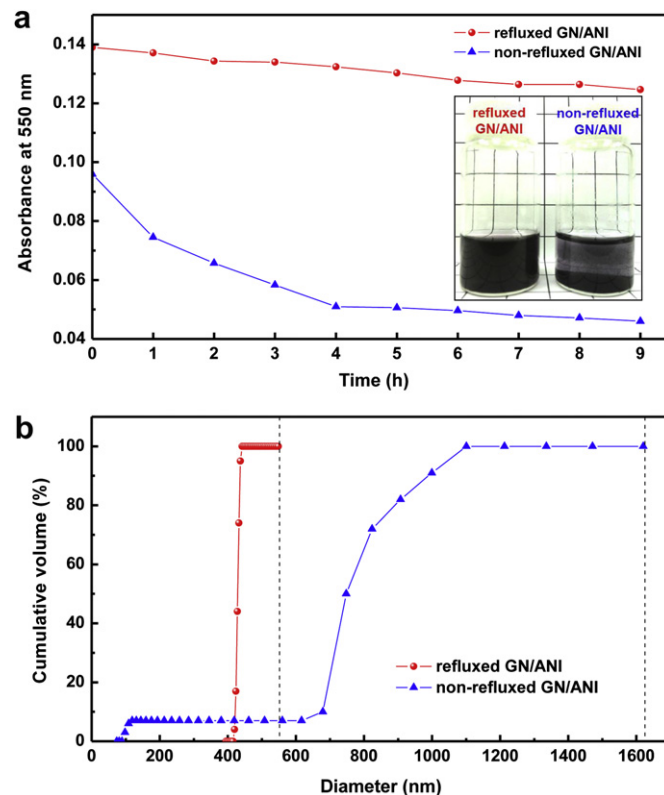 a
refluxed GN/ANI
non-refluxed GN/ANI
0.14
0.12
0.10
0.08
0.06
0.04
Absorbance at 550 nm
refluxed non-refluxed
GN/ANI GN/ANI
0 1 2 3 4 5 6 7 8 9
Time (h)
b
100
80
60
40
20
0
Cumulative volume (%)
refluxed GN/ANI
non-refluxed GN/ANI
0 200 400 600 800 1000 1200 1400 1600
Diameter (nm)